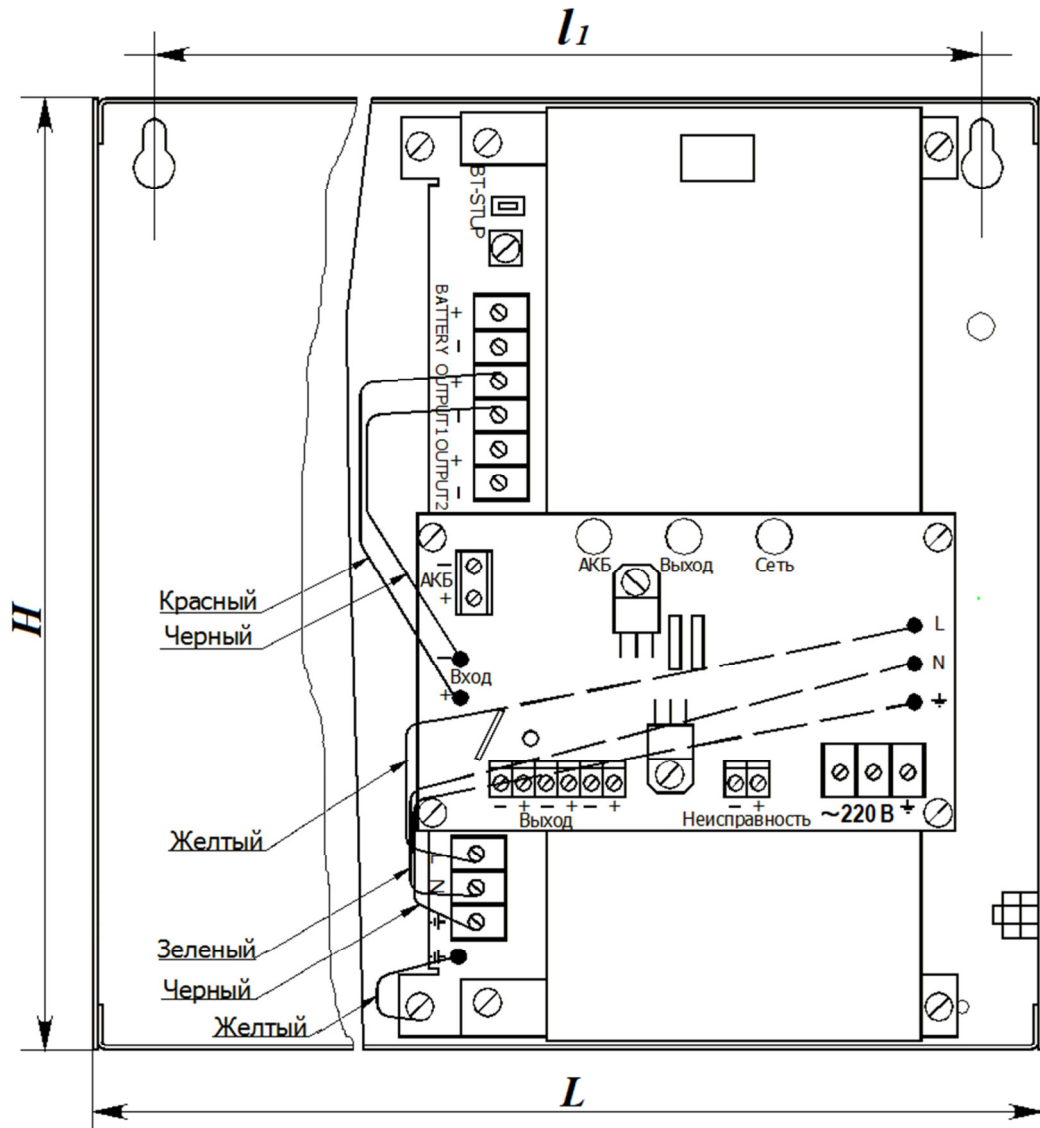 l1
H
L
BT-STUP
BATTERY
+
−
OUTPUT1
+
−
OUTPUT2
+
−
АКБ
Выход
Сеть
−
АКБ
+
Красный
Черный
−
Вход
+
L
N
− + − + − +
Выход
− +
Неисправность
~220 В
Желтый
L
N
Зеленый
Черный
Желтый